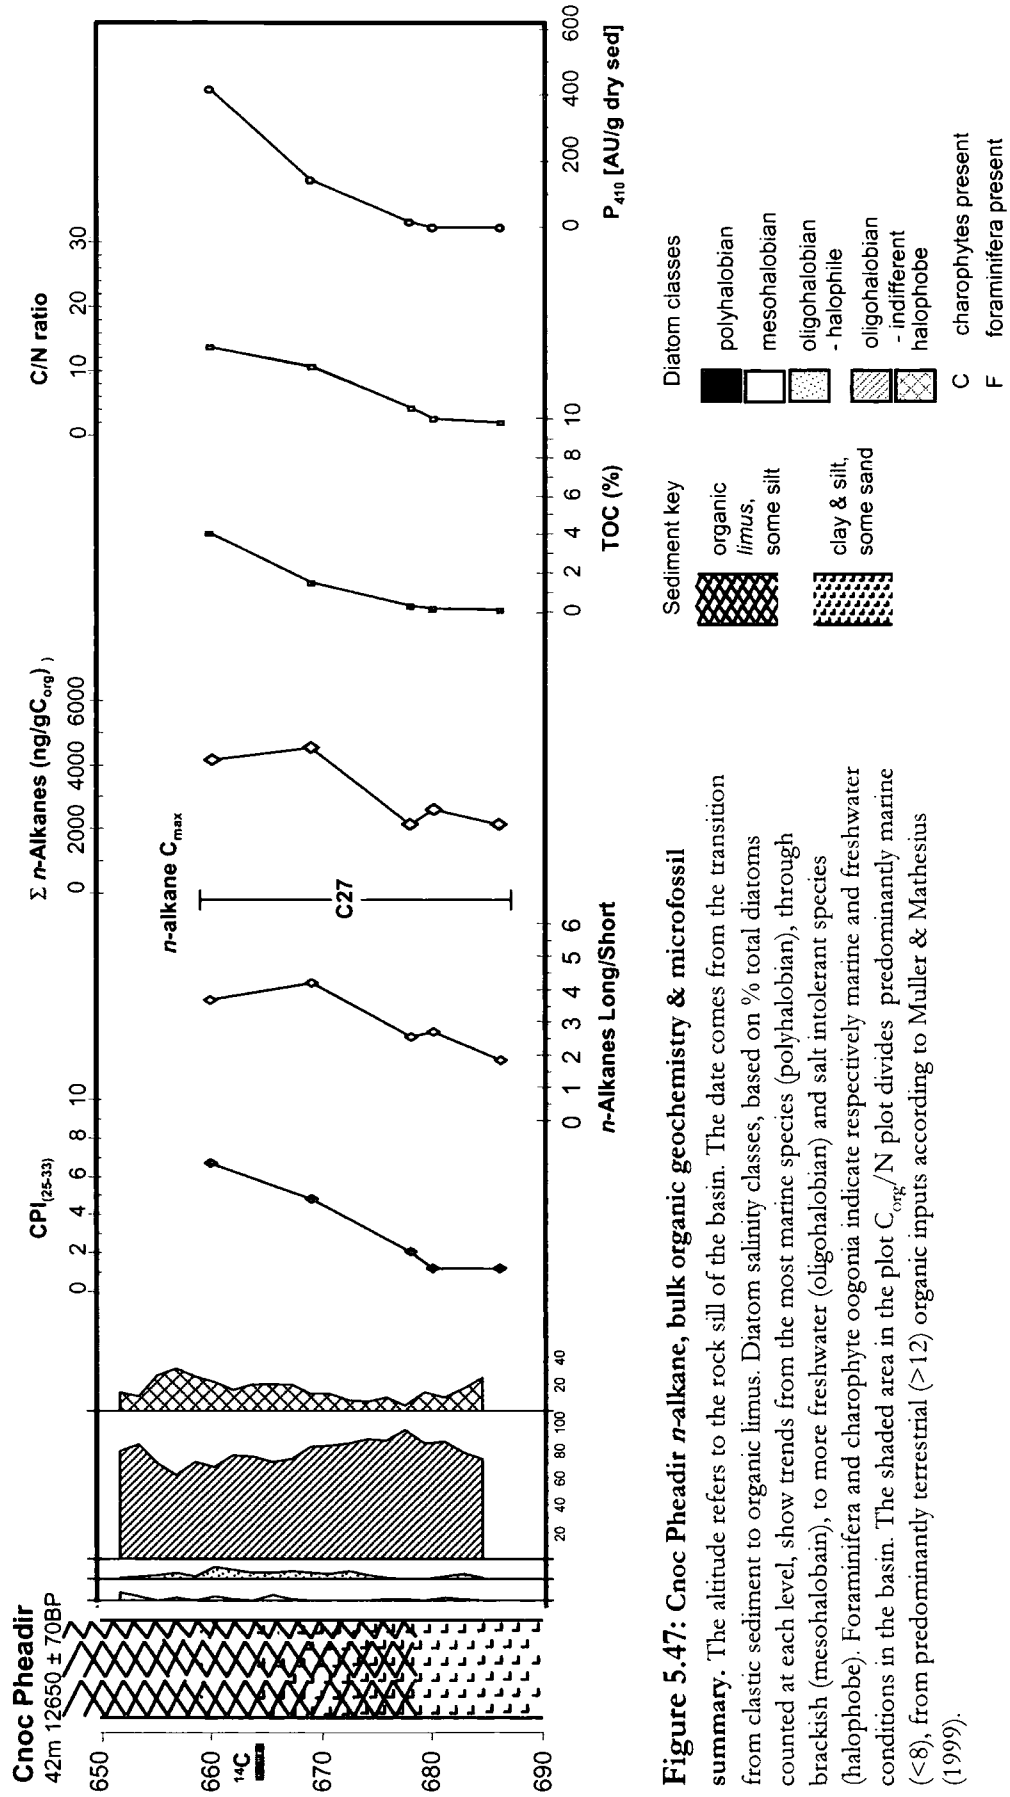 Cnoc Pheadir
42m 12650 ± 70BP
650
660
670
680
690
14C
20
40
60
80
100
20
40
CPI(25-33)
0 2 4 6 8 10
n-Alkanes Long/Short
0 1 2 3 4 5 6
n-alkane Cmax
C27
Σ n-Alkanes (ng/gCorg) )
0 2000 4000 6000
TOC (%)
0 2 4 6 8 10
C/N ratio
0 10 20 30
P410 [AU/g dry sed]
0 200 400 600
Sediment key
organic
limus,
some silt
clay & silt,
some sand
Diatom classes
polyhalobian
mesohalobian
oligohalobian
- halophile
oligohalobian
- indifferent
halophobe
C charophytes present
F foraminifera present
Figure 5.47: Cnoc Pheadir n-alkane, bulk organic geochemistry & microfossil
summary. The altitude refers to the rock sill of the basin. The date comes from the transition
from clastic sediment to organic limus. Diatom salinity classes, based on % total diatoms
counted at each level, show trends from the most marine species (polyhalobian), through
brackish (mesohalobain), to more freshwater (oligohalobian) and salt intolerant species
(halophobe). Foraminifera and charophyte oogonia indicate respectively marine and freshwater
conditions in the basin. The shaded area in the plot Corg/N plot divides predominantly marine
(<8), from predominantly terrestrial (>12) organic inputs according to Muller & Mathesius
(1999).